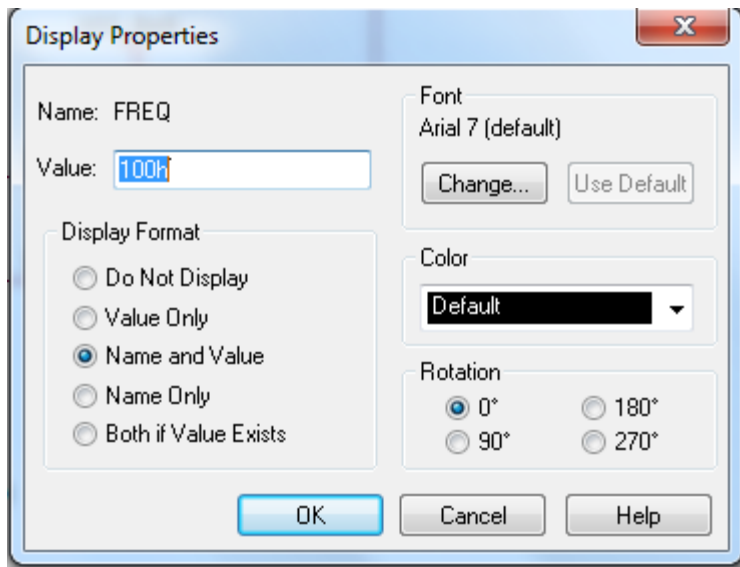 Display Properties
Name: FREQ
Value: 100h
Display Format
Do Not Display
Value Only
Name and Value
Name Only
Both if Value Exists
Font
Arial 7 (default)
Change...
Use Default
Color
Default
Rotation
0°
180°
90°
270°
OK
Cancel
Help